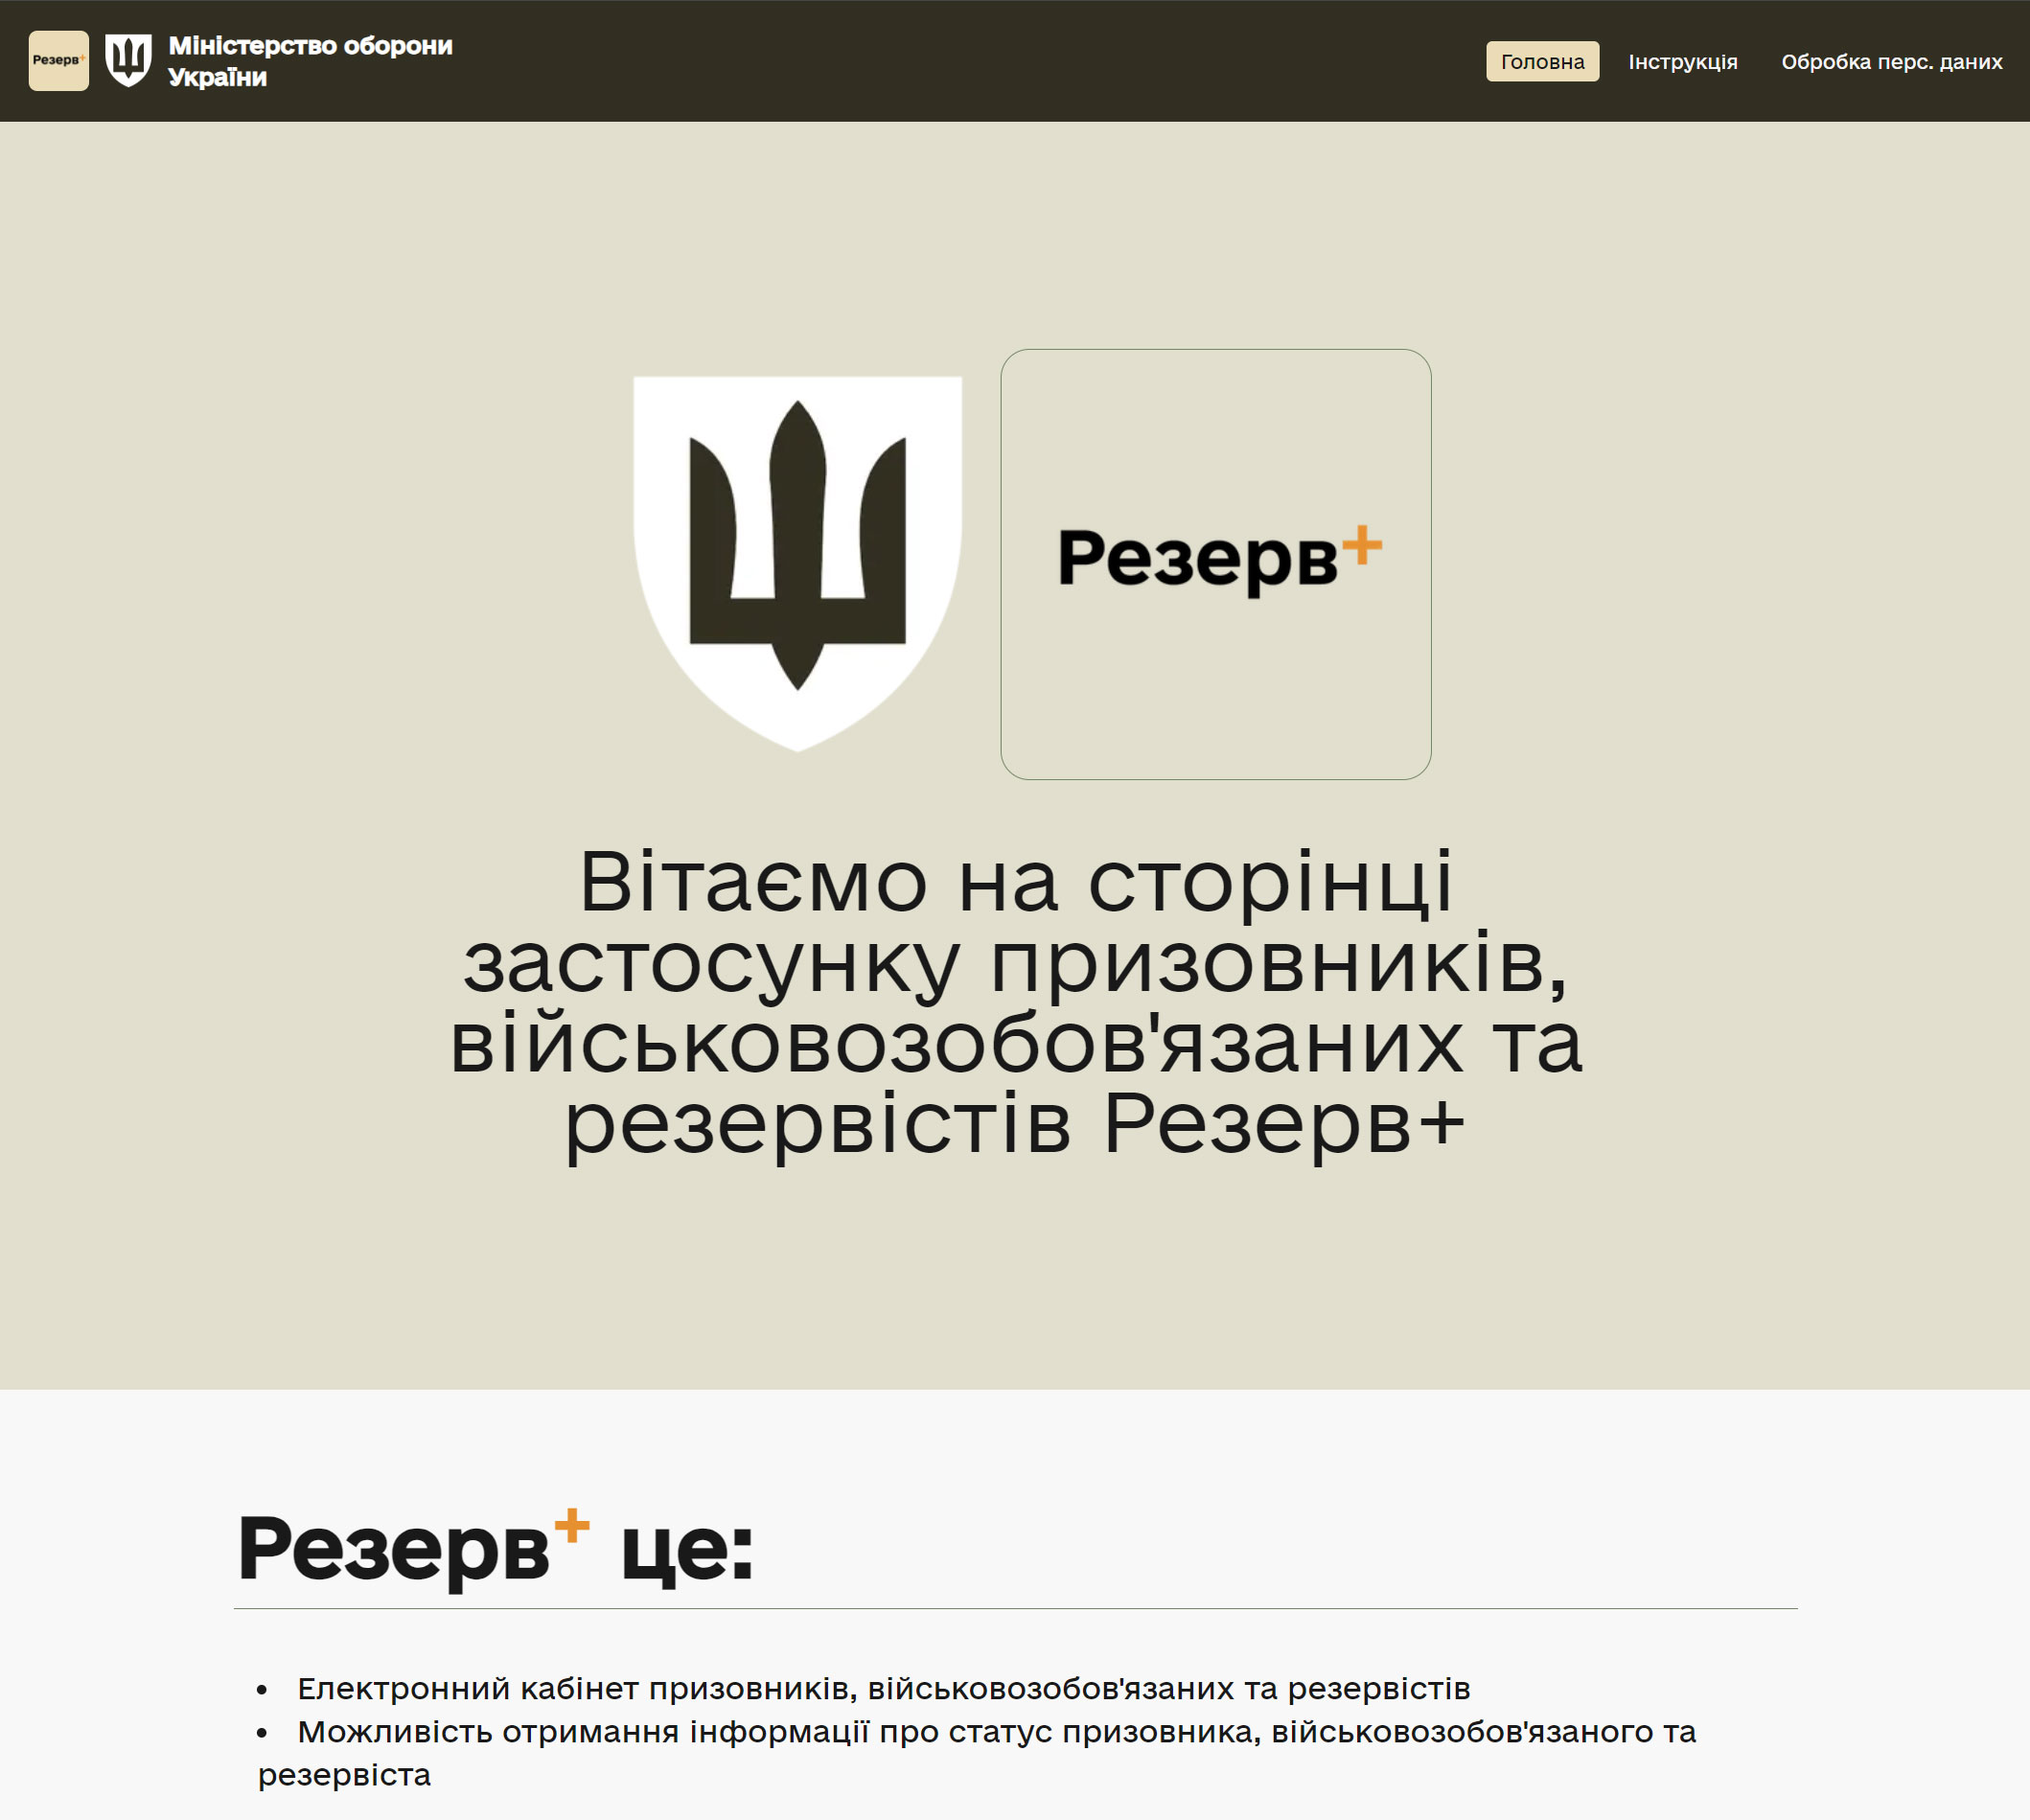 Резерв+
Міністерство оборони
України
Головна
Інструкція
Обробка перс. даних
Резерв+
Вітаємо на сторінці
застосунку призовників,
військовозобов'язаних та
резервістів Резерв+
Резерв+ це:
• Електронний кабінет призовників, військовозобов'язаних та резервістів
• Можливість отримання інформації про статус призовника, військовозобов'язаного та
резервіста